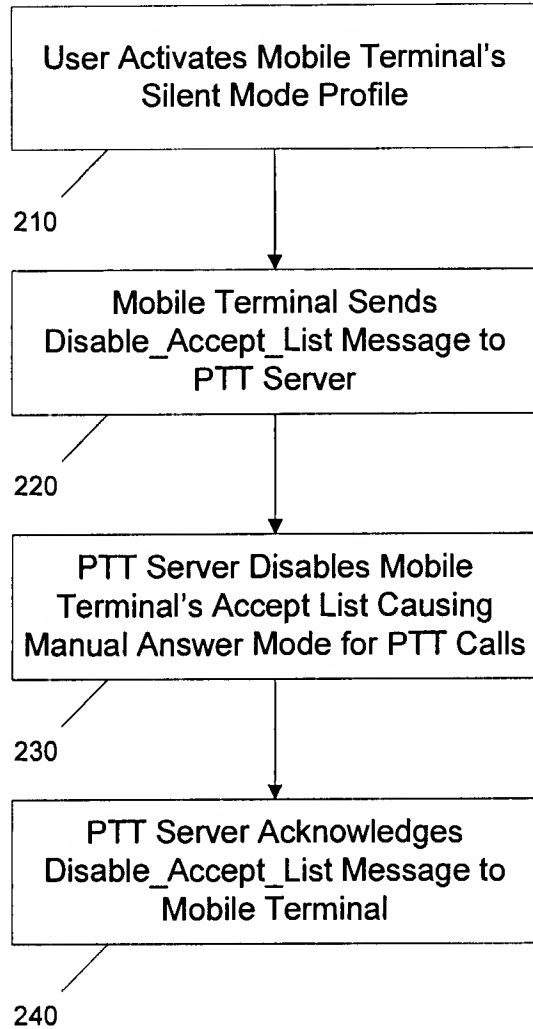 User Activates Mobile Terminal's
Silent Mode Profile
210
Mobile Terminal Sends
Disable_Accept_List Message to
PTT Server
220
PTT Server Disables Mobile
Terminal's Accept List Causing
Manual Answer Mode for PTT Calls
230
PTT Server Acknowledges
Disable_Accept_List Message to
Mobile Terminal
240